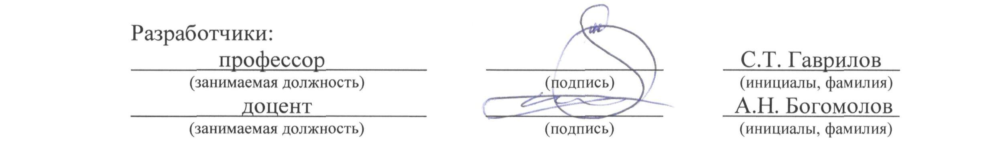 Разработчики:
профессор С.Т. Гаврилов
(занимаемая должность) (подпись) (инициалы, фамилия)
доцент А.Н. Богомолов
(занимаемая должность) (подпись) (инициалы, фамилия)